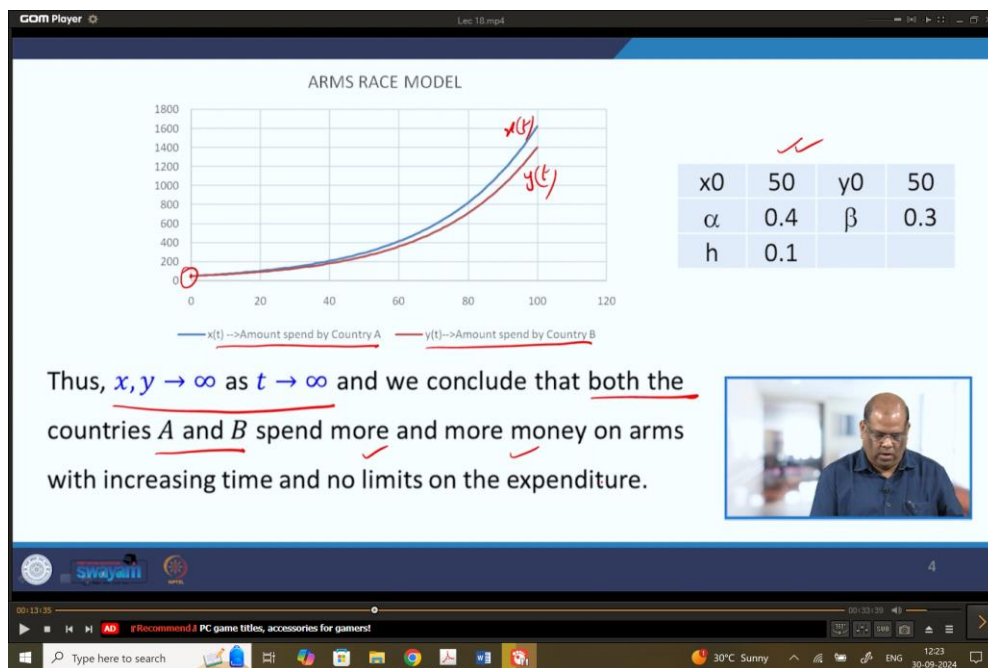 GOM Player
Lec 18.mp4
ARMS RACE MODEL
1800
1600
1400
1200
1000
800
600
400
200
0
0 20 40 60 80 100 120
x(t)
y(t)
x(t) -->Amount spend by Country A y(t)-->Amount spend by Country B
x0 50 y0 50
α 0.4 β 0.3
h 0.1
Thus, x, y → ∞ as t → ∞ and we conclude that both the
countries A and B spend more and more money on arms
with increasing time and no limits on the expenditure.
swayam
4
00:13:35
00:33:39
AD Recommend PC game titles, accessories for gamers!
SUB
Type here to search
30°C Sunny
ENG
12:23
30-09-2024